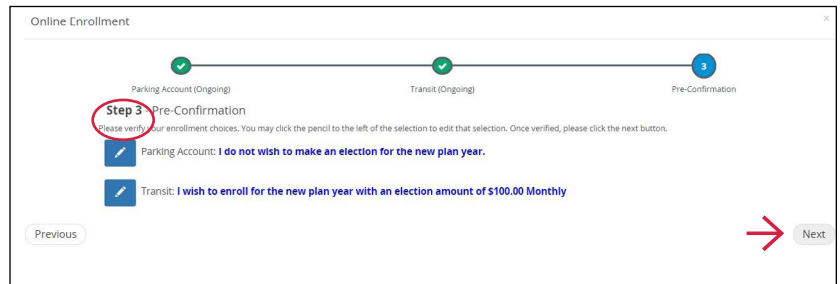 Online Enrollment
×
3
Parking Account (Ongoing)
Transit (Ongoing)
Pre-Confirmation
Step 3 - Pre-Confirmation
Please verify your enrollment choices. You may click the pencil to the left of the selection to edit that selection. Once verified, please click the next button.
Parking Account: I do not wish to make an election for the new plan year.
Transit: I wish to enroll for the new plan year with an election amount of $100.00 Monthly
Previous
Next